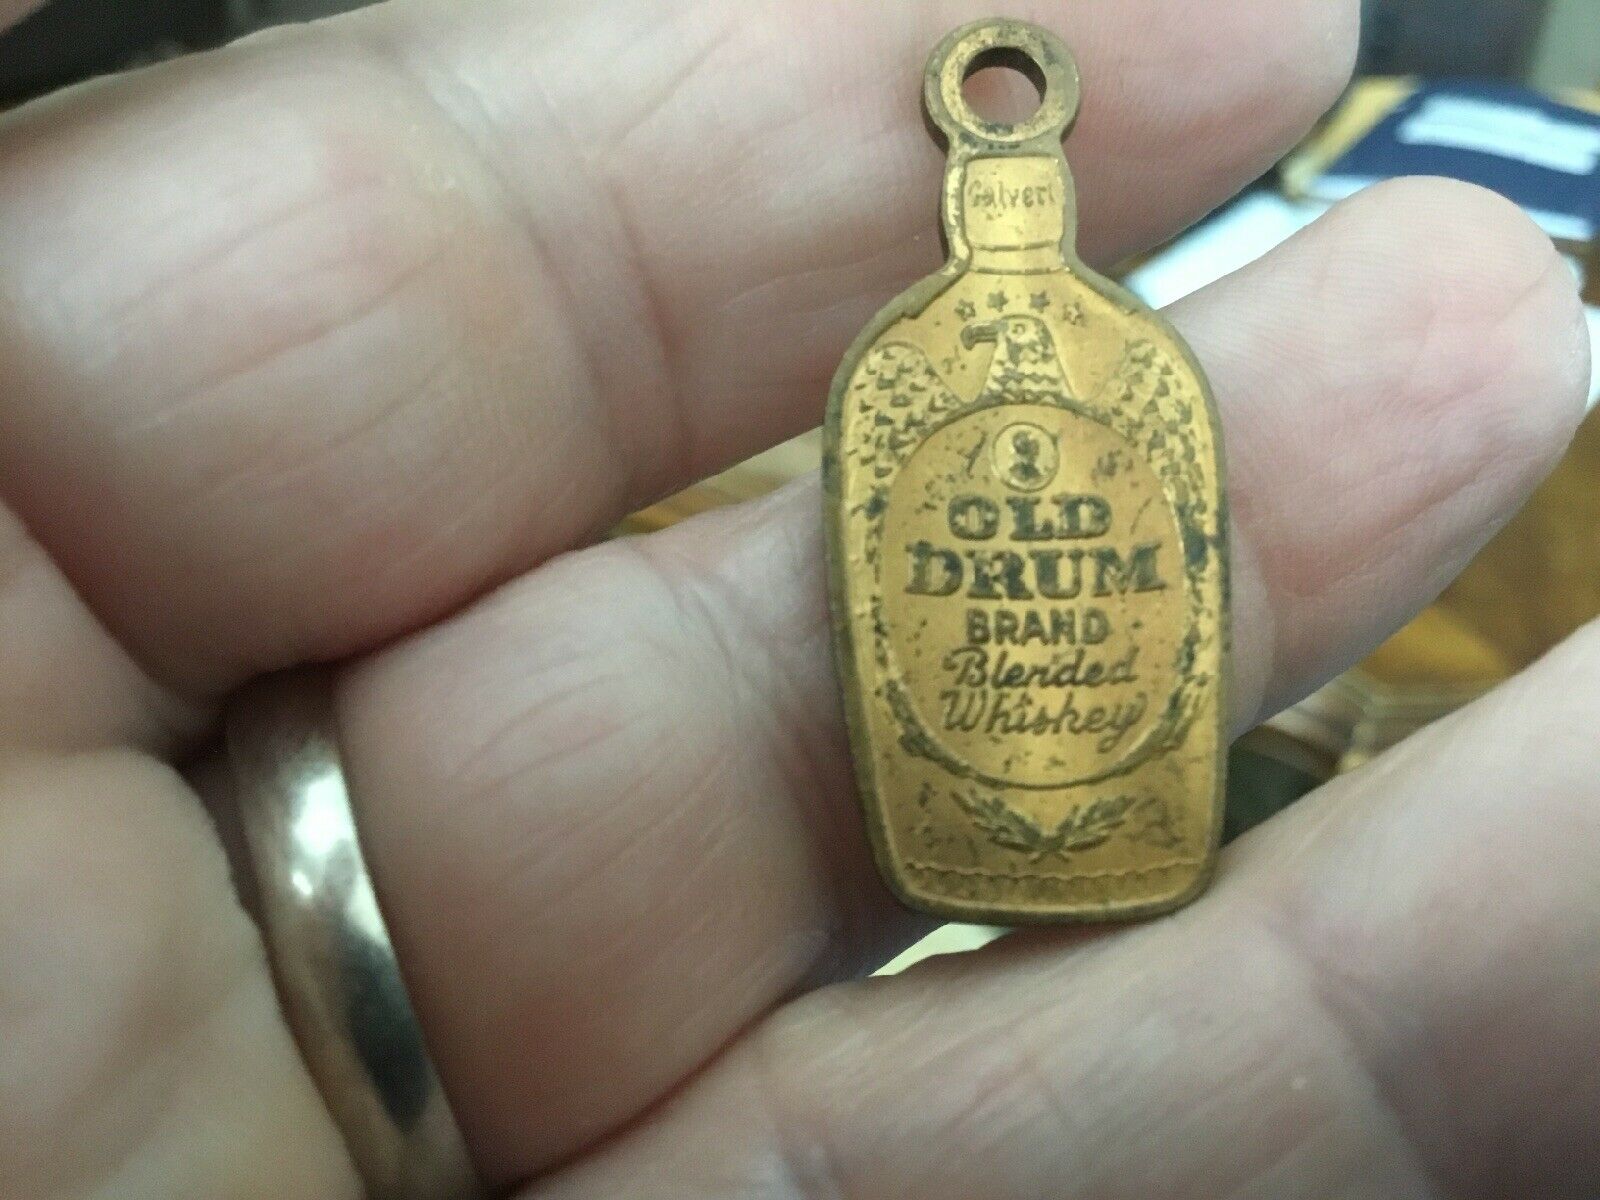 Calvert
OLD
DRUM
BRAND
Blended
Whiskey